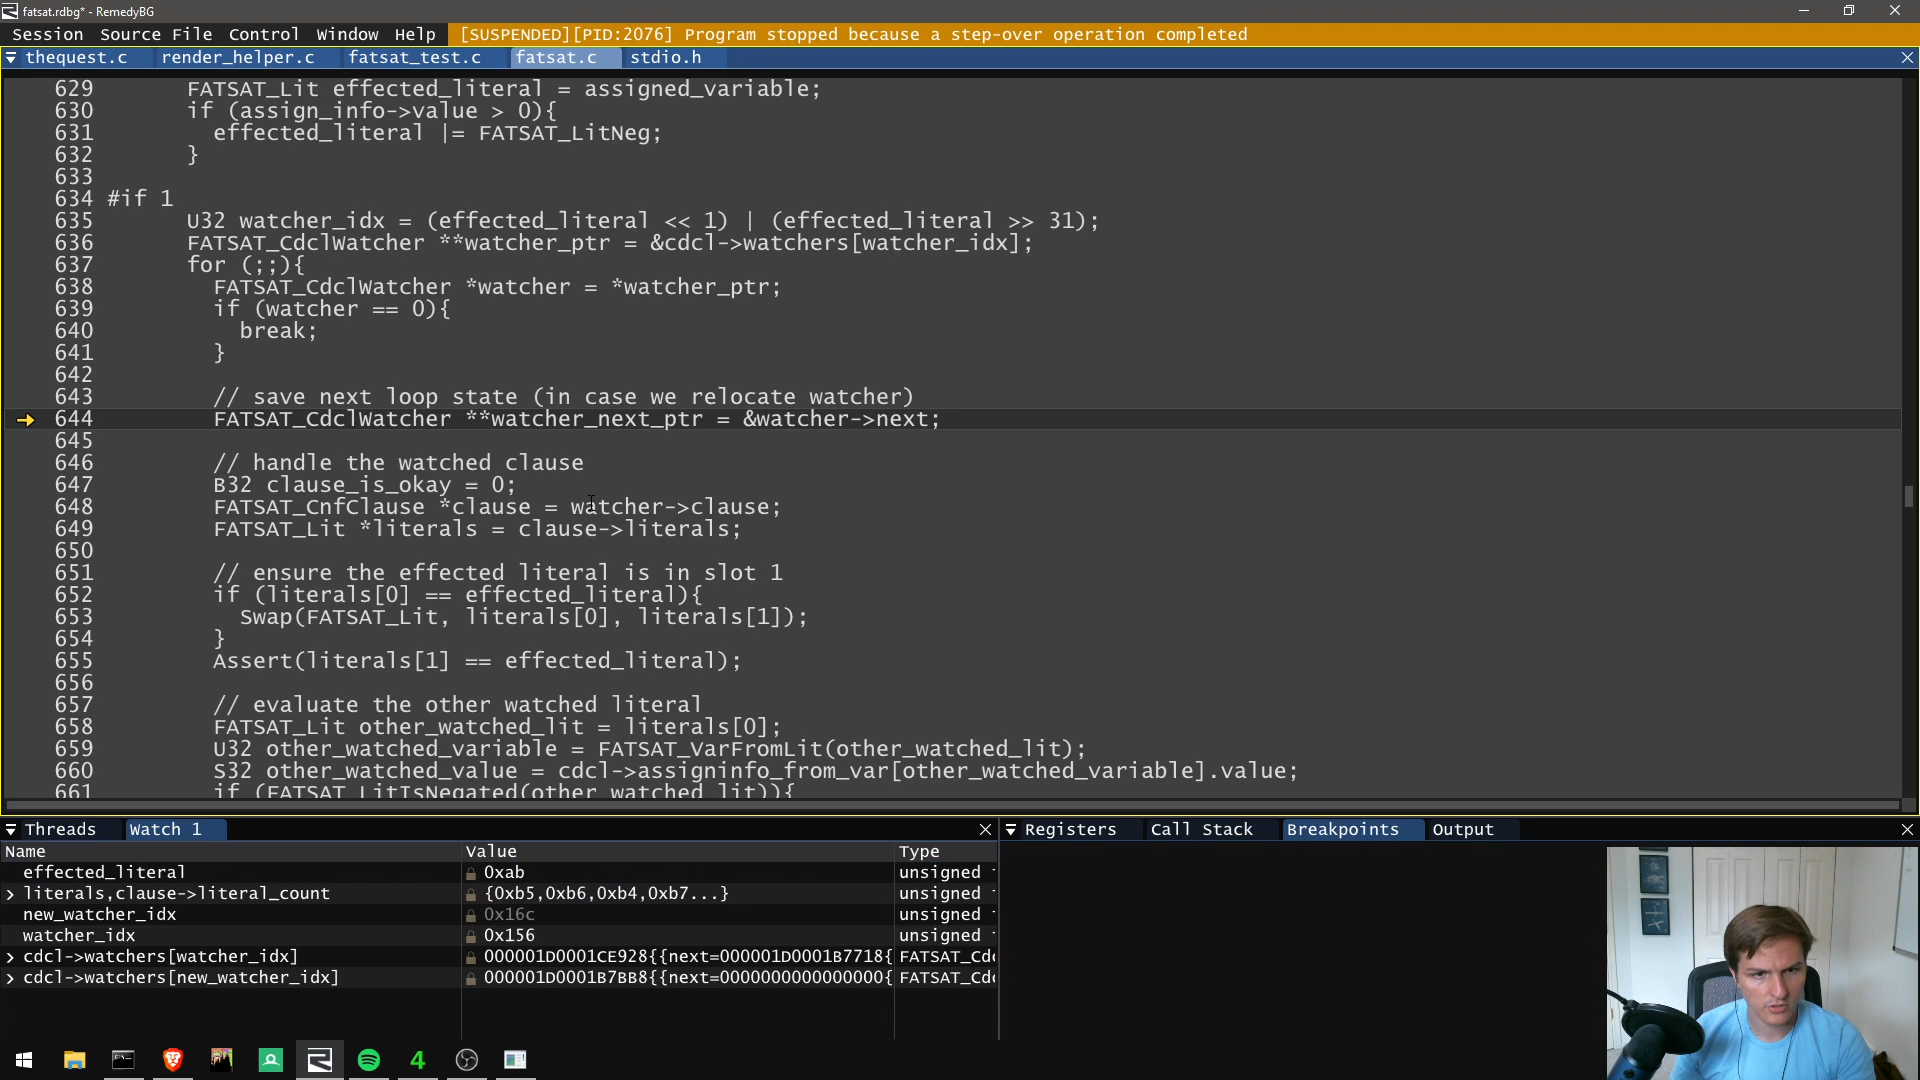 fatsat.rdbg* - RemedyBG
Session Source File Control Window Help [SUSPENDED][PID:2076] Program stopped because a step-over operation completed
thequest.c render_helper.c fatsat_test.c fatsat.c stdio.h
629 FATSAT_Lit effected_literal = assigned_variable;
630 if (assign_info->value > 0){
631 effected_literal |= FATSAT_LitNeg;
632 }
633
634 #if 1
635 U32 watcher_idx = (effected_literal << 1) | (effected_literal >> 31);
636 FATSAT_CdclWatcher **watcher_ptr = &cdcl->watchers[watcher_idx];
637 for (;;){
638 FATSAT_CdclWatcher *watcher = *watcher_ptr;
639 if (watcher == 0){
640 break;
641 }
642
643 // save next loop state (in case we relocate watcher)
644 FATSAT_CdclWatcher **watcher_next_ptr = &watcher->next;
645
646 // handle the watched clause
647 B32 clause_is_okay = 0;
648 FATSAT_CnfClause *clause = watcher->clause;
649 FATSAT_Lit *literals = clause->literals;
650
651 // ensure the effected literal is in slot 1
652 if (literals[0] == effected_literal){
653 Swap(FATSAT_Lit, literals[0], literals[1]);
654 }
655 Assert(literals[1] == effected_literal);
656
657 // evaluate the other watched literal
658 FATSAT_Lit other_watched_lit = literals[0];
659 U32 other_watched_variable = FATSAT_VarFromLit(other_watched_lit);
660 S32 other_watched_value = cdcl->assigninfo_from_var[other_watched_variable].value;
661 if (FATSAT_LitIsNegated(other_watched_lit)){
Threads Watch 1
Name Value Type
effected_literal 0xab unsigned
literals,clause->literal_count {0xb5,0xb6,0xb4,0xb7...} unsigned
new_watcher_idx 0x16c unsigned
watcher_idx 0x156 unsigned
cdcl->watchers[watcher_idx] 000001D0001CE928{{next=000001D0001B7718{ FATSAT_Cdc
cdcl->watchers[new_watcher_idx] 000001D0001B7BB8{{next=0000000000000000{ FATSAT_Cdc
Registers Call Stack Breakpoints Output
4